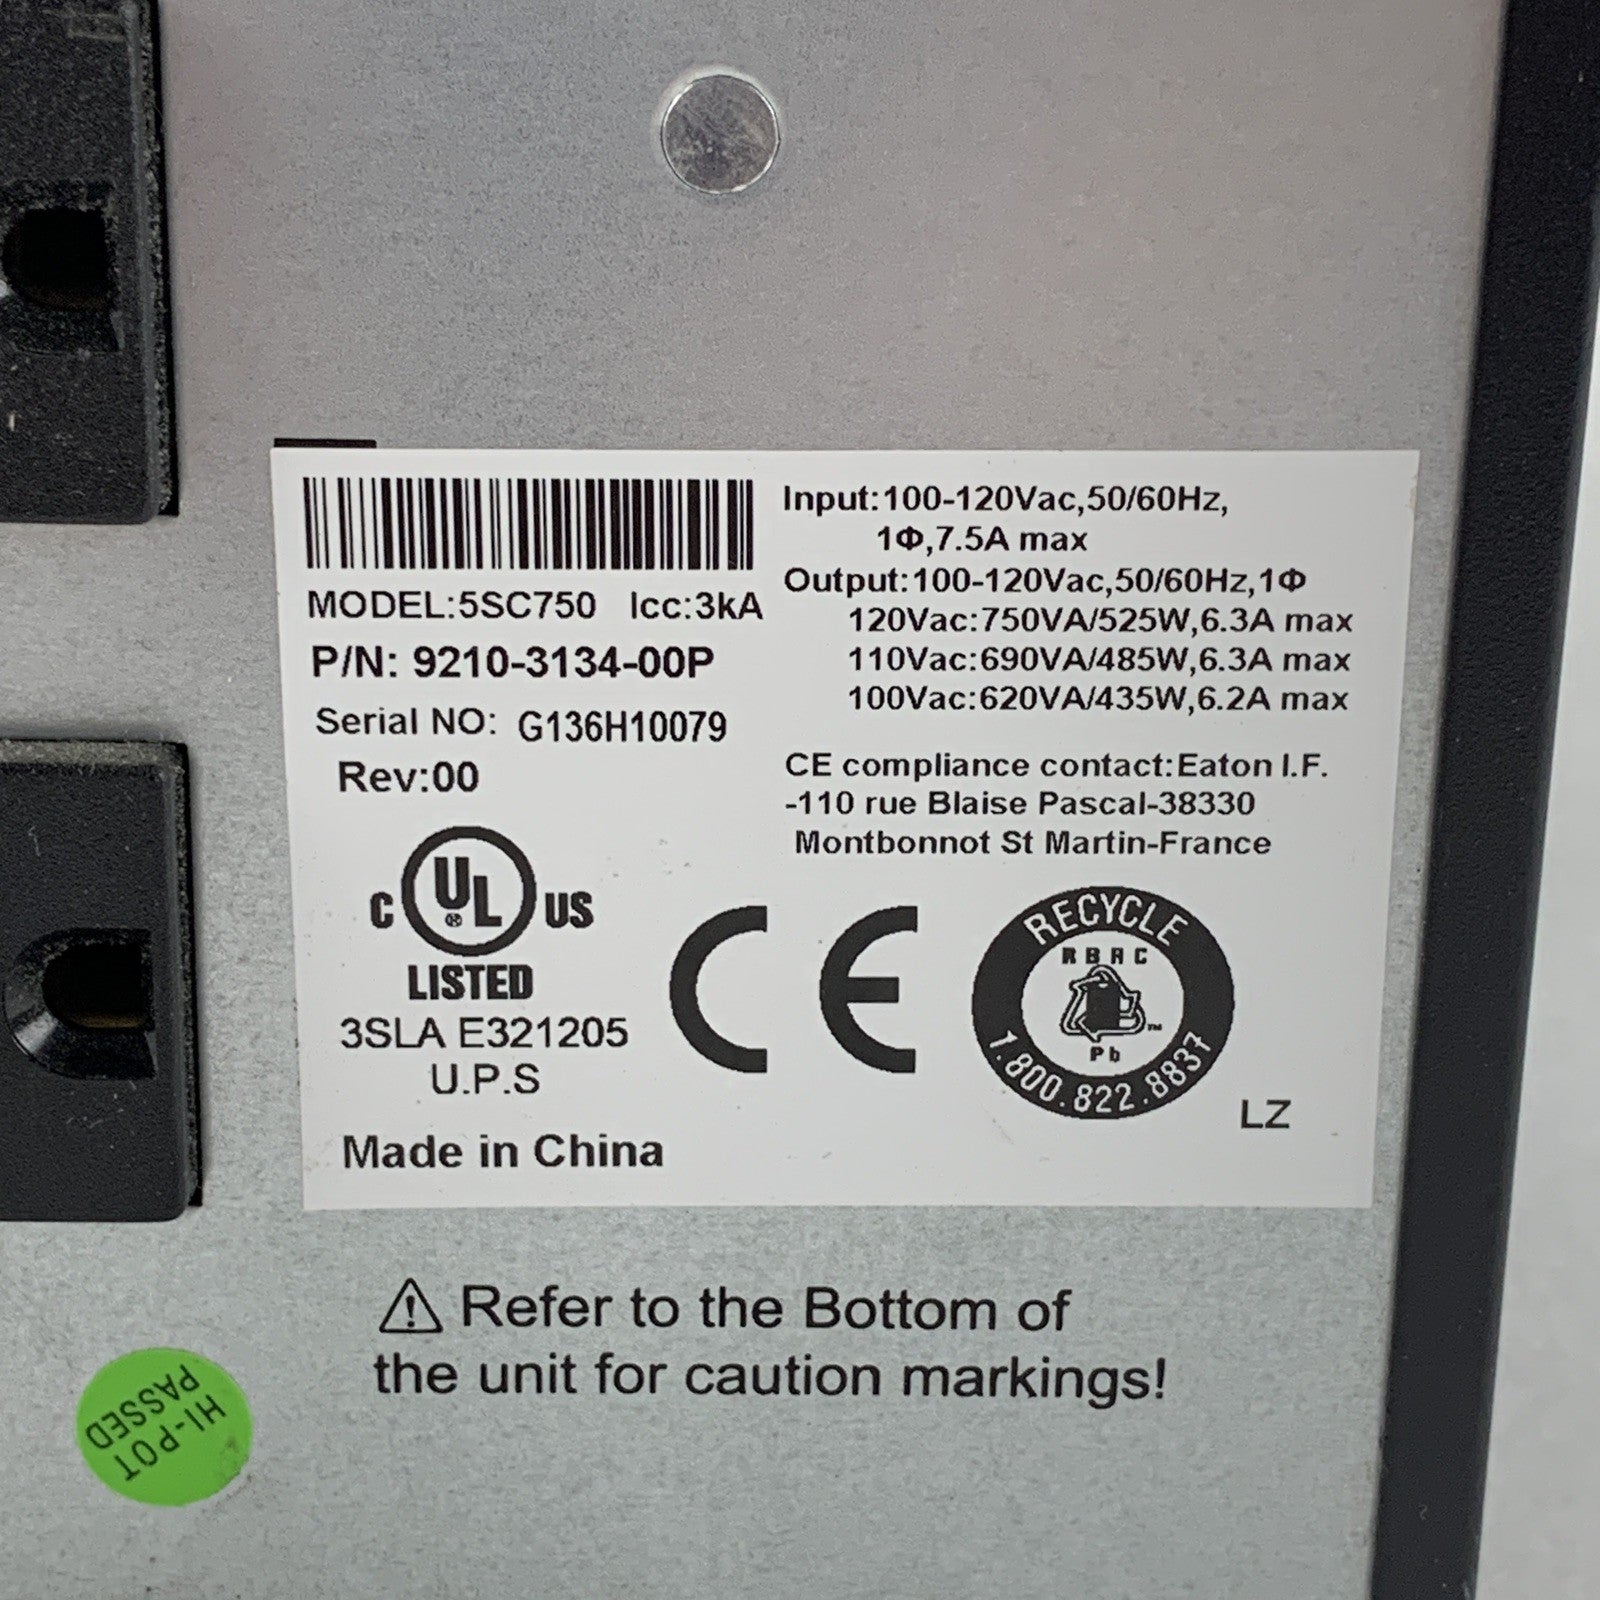 MODEL:5SC750 Icc:3kA
P/N: 9210-3134-00P
Serial NO: G136H10079
Rev:00
C UL ® US
LISTED
3SLA E321205
U.P.S
Made in China
Input:100-120Vac,50/60Hz,
1Φ,7.5A max
Output:100-120Vac,50/60Hz,1Φ
120Vac:750VA/525W,6.3A max
110Vac:690VA/485W,6.3A max
100Vac:620VA/435W,6.2A max
CE compliance contact:Eaton I.F.
-110 rue Blaise Pascal-38330
Montbonnot St Martin-France
CE
RECYCLE
RBRC
™
Pb
1.800.822.8837
LZ
⚠ Refer to the Bottom of
the unit for caution markings!
HI-POT
PASSED